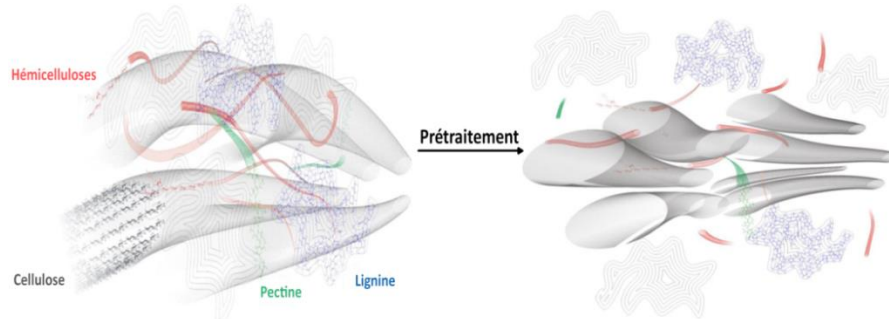 Hémicelluloses
Prétraitement
Cellulose
Pectine
Lignine